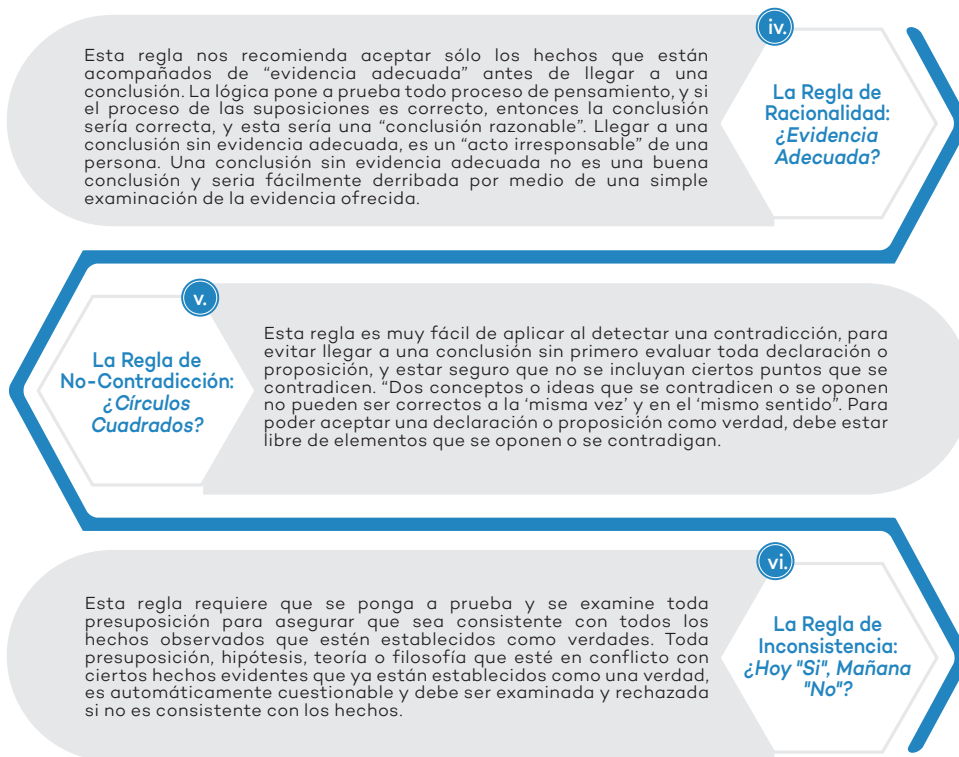 iv.
La Regla de
Racionalidad:
¿Evidencia
Adecuada?
Esta regla nos recomienda aceptar sólo los hechos que están
acompañados de “evidencia adecuada” antes de llegar a una
conclusión. La lógica pone a prueba todo proceso de pensamiento, y si
el proceso de las suposiciones es correcto, entonces la conclusión
sería correcta, y esta sería una “conclusión razonable”. Llegar a una
conclusión sin evidencia adecuada, es un “acto irresponsable” de una
persona. Una conclusión sin evidencia adecuada no es una buena
conclusión y seria fácilmente derribada por medio de una simple
examinación de la evidencia ofrecida.
v.
La Regla de
No-Contradicción:
¿Círculos
Cuadrados?
Esta regla es muy fácil de aplicar al detectar una contradicción, para
evitar llegar a una conclusión sin primero evaluar toda declaración o
proposición, y estar seguro que no se incluyan ciertos puntos que se
contradicen. “Dos conceptos o ideas que se contradicen o se oponen
no pueden ser correctos a la ‘misma vez’ y en el ‘mismo sentido”. Para
poder aceptar una declaración o proposición como verdad, debe estar
libre de elementos que se oponen o se contradigan.
vi.
La Regla de
Inconsistencia:
¿Hoy "Si", Mañana
"No"?
Esta regla requiere que se ponga a prueba y se examine toda
presuposición para asegurar que sea consistente con todos los
hechos observados que estén establecidos como verdades. Toda
presuposición, hipótesis, teoría o filosofía que esté en conflicto con
ciertos hechos evidentes que ya están establecidos como una verdad,
es automáticamente cuestionable y debe ser examinada y rechazada
si no es consistente con los hechos.